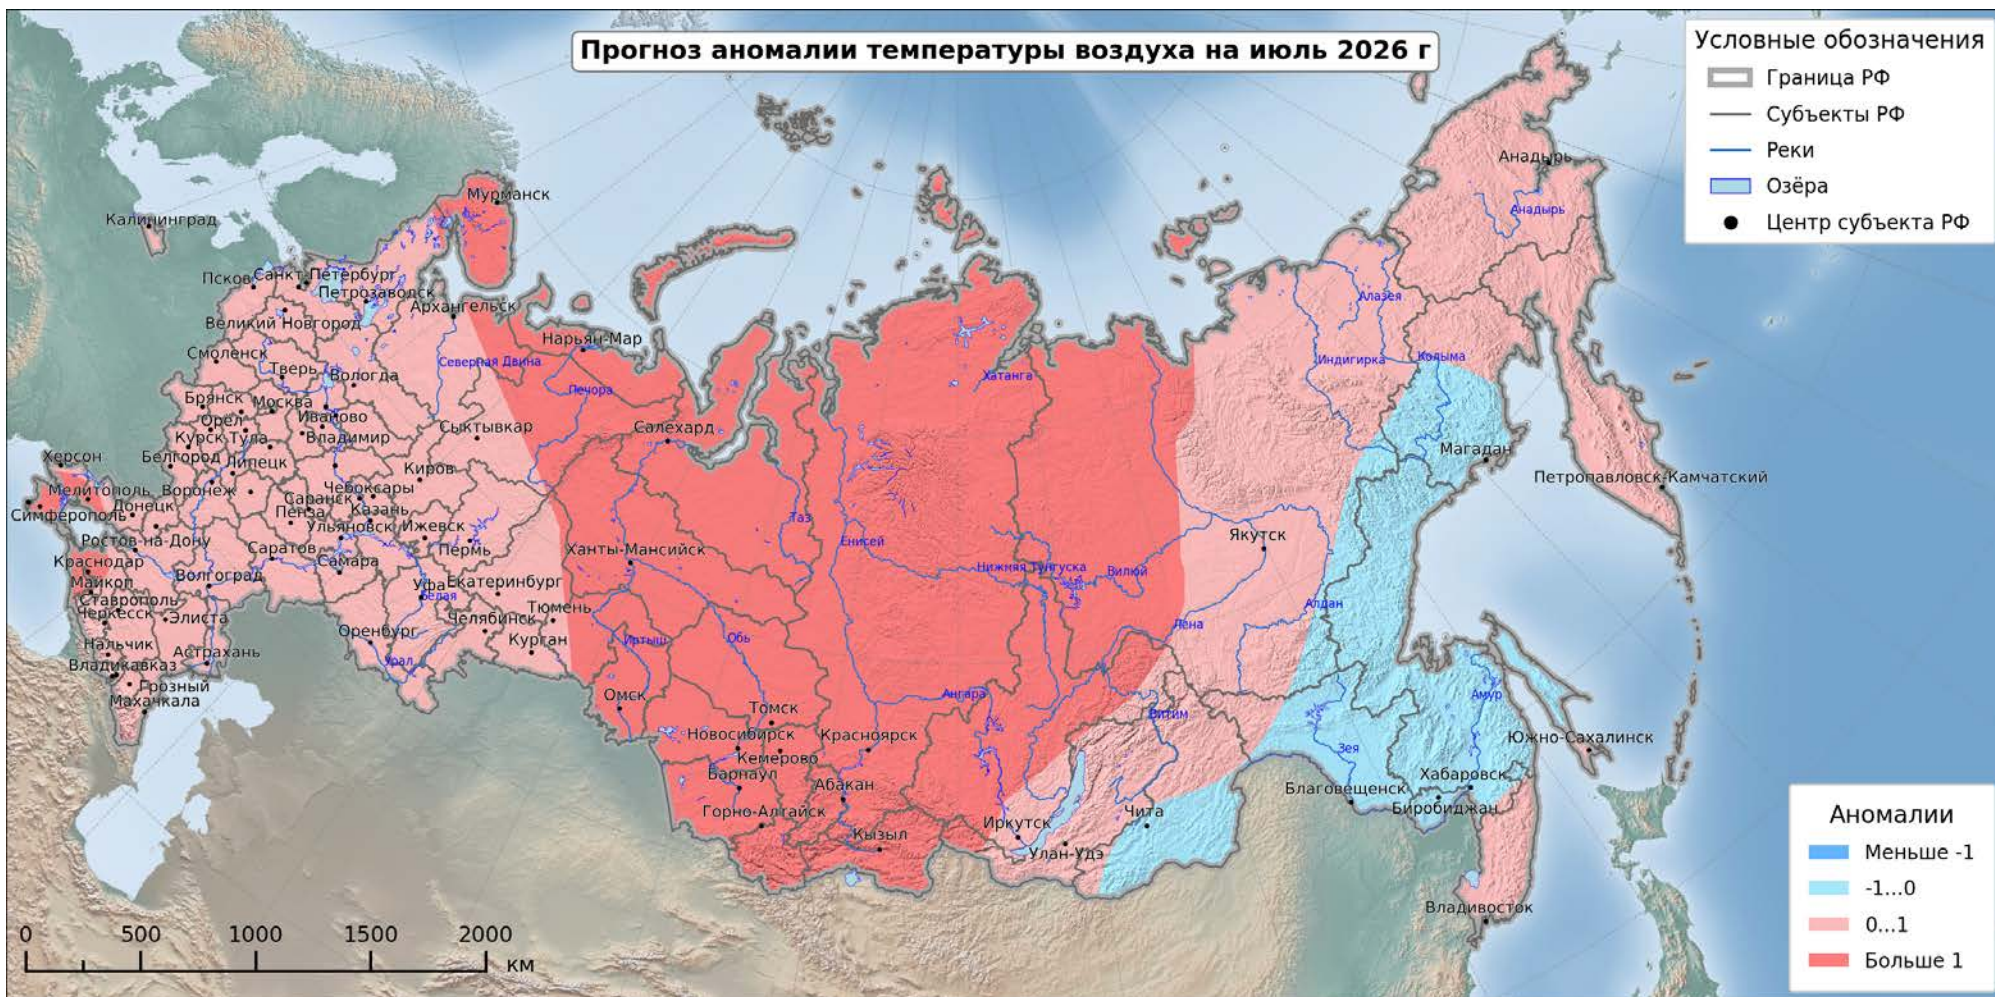 Прогноз аномалии температуры воздуха на июль 2026 г
Условные обозначения
Граница РФ
Субъекты РФ
Реки
Озёра
Центр субъекта РФ
Анадырь
Анадырь
Мурманск
Калининград
Псков
Санкт-Петербург
Петрозаводск
Архангельск
Великий Новгород
Нарьян-Мар
Смоленск
Тверь
Вологда
Северная Двина
Печора
Хатанга
Алазея
Индигирка
Колыма
Брянск
Москва
Орёл
Иваново
Курск
Тула
Владимир
Сыктывкар
Салехард
Магадан
Херсон
Белгород
Липецк
Киров
Петропавловск-Камчатский
Мелитополь
Воронеж
Чебоксары
Саранск
Симферополь
Донецк
Пенза
Казань
Ульяновск
Ижевск
Таз
Енисей
Якутск
Ростов-на-Дону
Саратов
Пермь
Ханты-Мансийск
Краснодар
Самара
Нижняя Тунгуска
Вилюй
Майкоп
Волгоград
Уфа
Екатеринбург
Белая
Ставрополь
Черкесск
Элиста
Тюмень
Челябинск
Алдан
Нальчик
Оренбург
Курган
Иртыш
Обь
Лена
Владикавказ
Астрахань
Урал
Грозный
Махачкала
Омск
Томск
Ангара
Витим
Амур
Новосибирск
Красноярск
Зея
Южно-Сахалинск
Кемерово
Барнаул
Абакан
Хабаровск
Благовещенск
Биробиджан
Горно-Алтайск
Кызыл
Иркутск
Чита
Улан-Удэ
Владивосток
Аномалии
Меньше -1
-1...0
0...1
Больше 1
0 500 1000 1500 2000
км